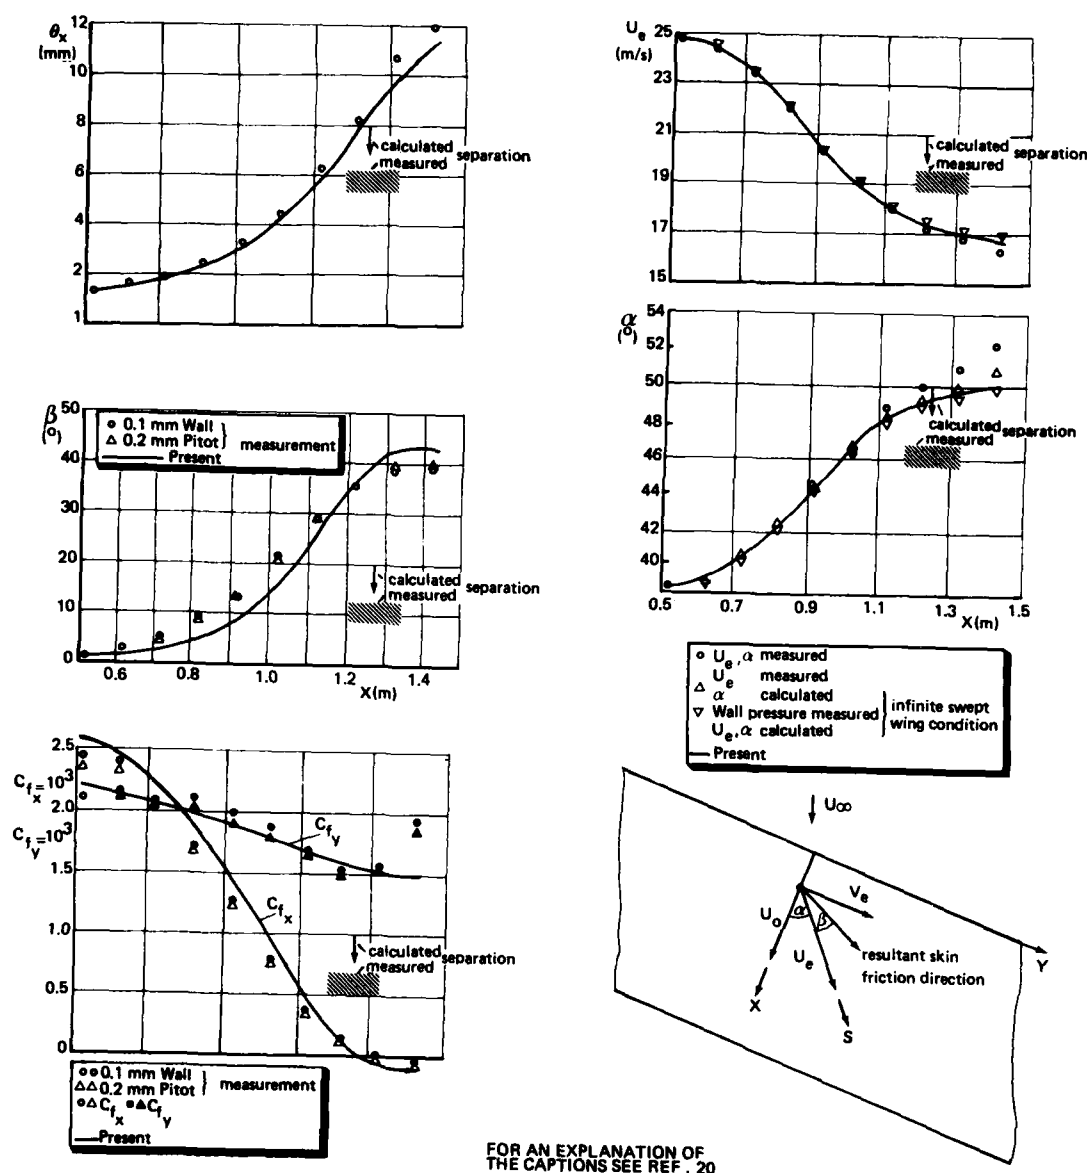 θx
(mm)
12
10
8
6
4
2
1
calculated
measured
separation
Ue
(m/s)
25
23
21
19
17
15
calculated
measured
separation
β
(°)
50
40
30
20
10
0
0.1 mm Wall
0.2 mm Pitot
measurement
Present
calculated
measured
separation
0.6 0.8 1.0 1.2 1.4
X(m)
α
(°)
54
52
50
48
46
44
42
40
calculated
measured
separation
0.5 0.7 0.9 1.1 1.3 1.5
X(m)
Ue, α measured
Ue measured
α calculated
Wall pressure measured
Ue, α calculated
infinite swept
wing condition
Present
2.5
Cfx=10³
2.0
Cfy=10³
1.5
1.0
0.5
0
Cfy
Cfx
calculated
measured
separation
0.1 mm Wall
0.2 mm Pitot
measurement
Cfx Cfy
Present
U∞
Uo
α
β
Ve
Ue
resultant skin
friction direction
X
S
Y
FOR AN EXPLANATION OF
THE CAPTIONS SEE REF. 20